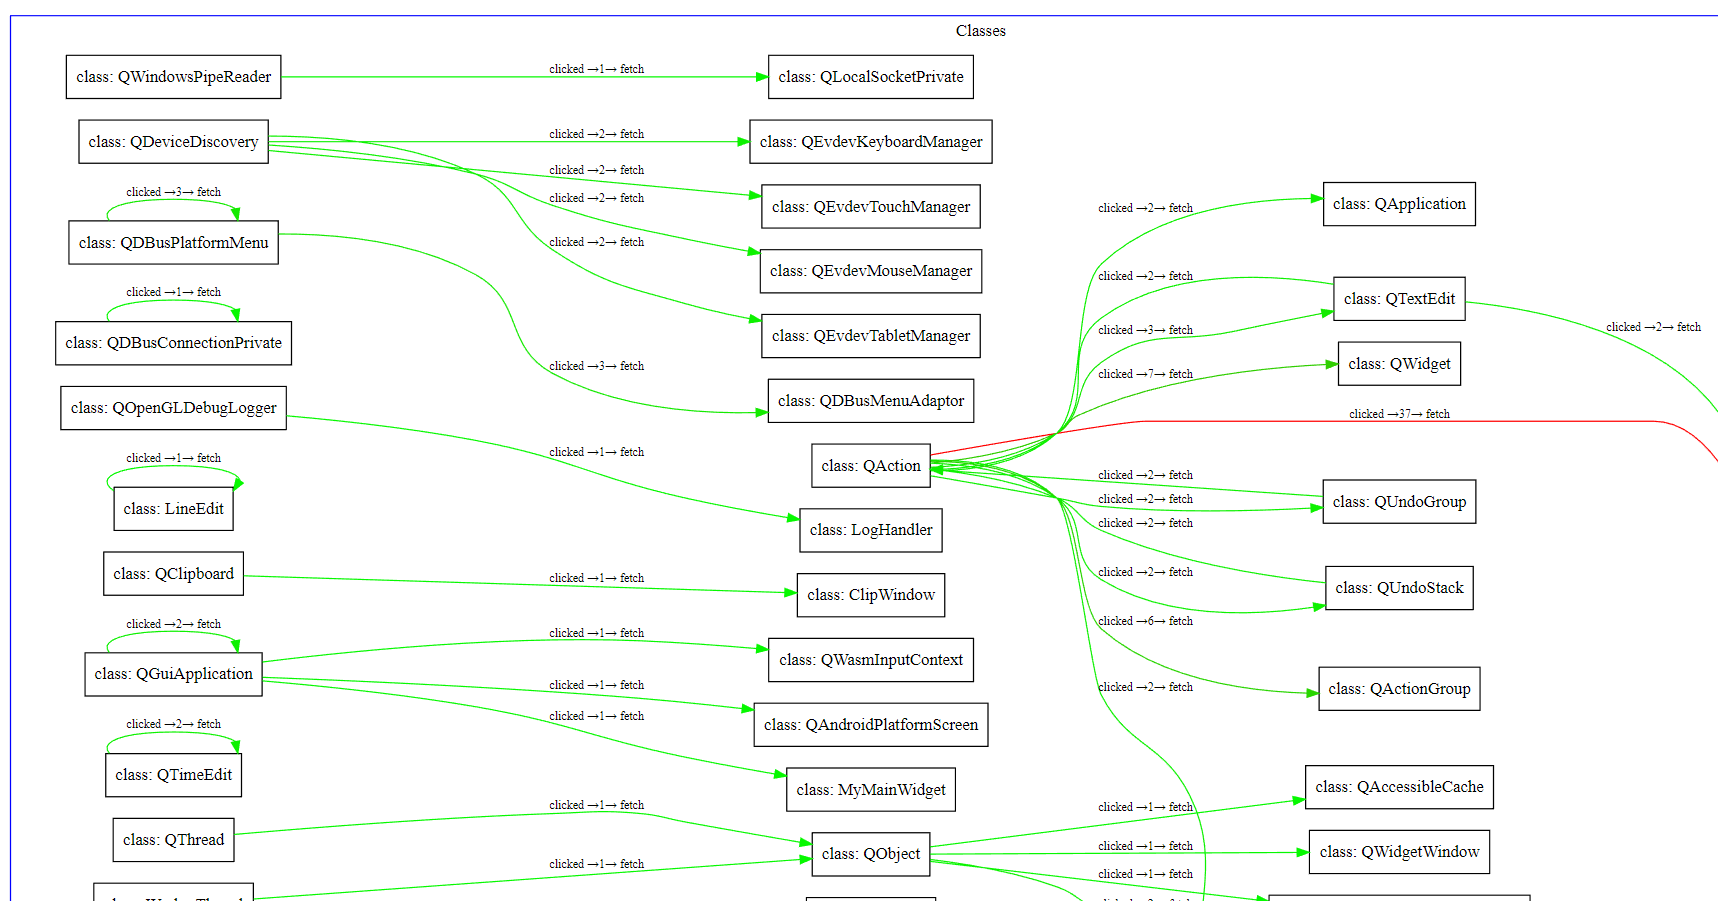 Classes
class: QWindowsPipeReader
clicked →1→ fetch
class: QLocalSocketPrivate
class: QDeviceDiscovery
clicked →2→ fetch
class: QEvdevKeyboardManager
clicked →2→ fetch
clicked →3→ fetch
clicked →2→ fetch
class: QEvdevTouchManager
clicked →2→ fetch
class: QApplication
class: QDBusPlatformMenu
clicked →2→ fetch
class: QEvdevMouseManager
clicked →2→ fetch
clicked →1→ fetch
class: QTextEdit
class: QDBusConnectionPrivate
class: QEvdevTabletManager
clicked →3→ fetch
clicked →2→ fetch
clicked →3→ fetch
clicked →7→ fetch
class: QWidget
class: QOpenGLDebugLogger
class: QDBusMenuAdaptor
clicked →37→ fetch
clicked →1→ fetch
clicked →1→ fetch
class: QAction
clicked →2→ fetch
class: LineEdit
clicked →2→ fetch
class: QUndoGroup
class: LogHandler
clicked →2→ fetch
class: QClipboard
clicked →1→ fetch
class: ClipWindow
clicked →2→ fetch
class: QUndoStack
clicked →2→ fetch
clicked →1→ fetch
clicked →6→ fetch
class: QGuiApplication
class: QWasmInputContext
clicked →1→ fetch
clicked →2→ fetch
class: QActionGroup
clicked →2→ fetch
clicked →1→ fetch
class: QAndroidPlatformScreen
class: QTimeEdit
class: MyMainWidget
class: QAccessibleCache
clicked →1→ fetch
clicked →1→ fetch
class: QThread
class: QObject
clicked →1→ fetch
class: QWidgetWindow
clicked →1→ fetch
clicked →1→ fetch